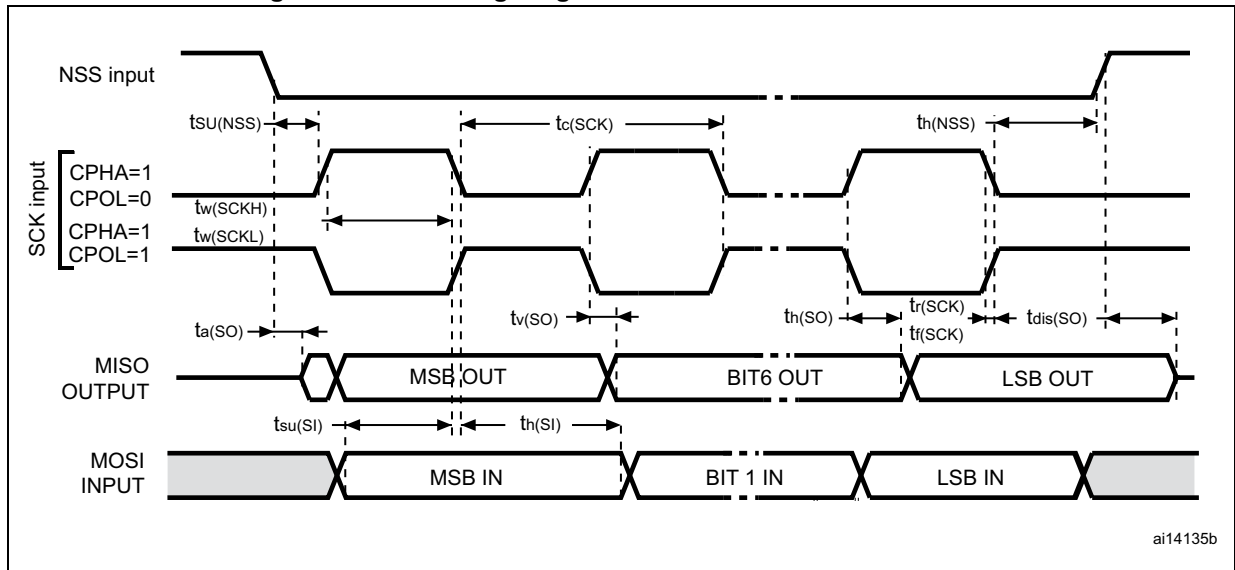 NSS input
tSU(NSS)
tc(SCK)
th(NSS)
SCK input
CPHA=1
CPOL=0
tw(SCKH)
CPHA=1
tw(SCKL)
CPOL=1
ta(SO)
tv(SO)
th(SO)
tr(SCK)
tf(SCK)
tdis(SO)
MISO
OUTPUT
MSB OUT
BIT6 OUT
LSB OUT
tsu(SI)
th(SI)
MOSI
INPUT
MSB IN
BIT 1 IN
LSB IN
ai14135b